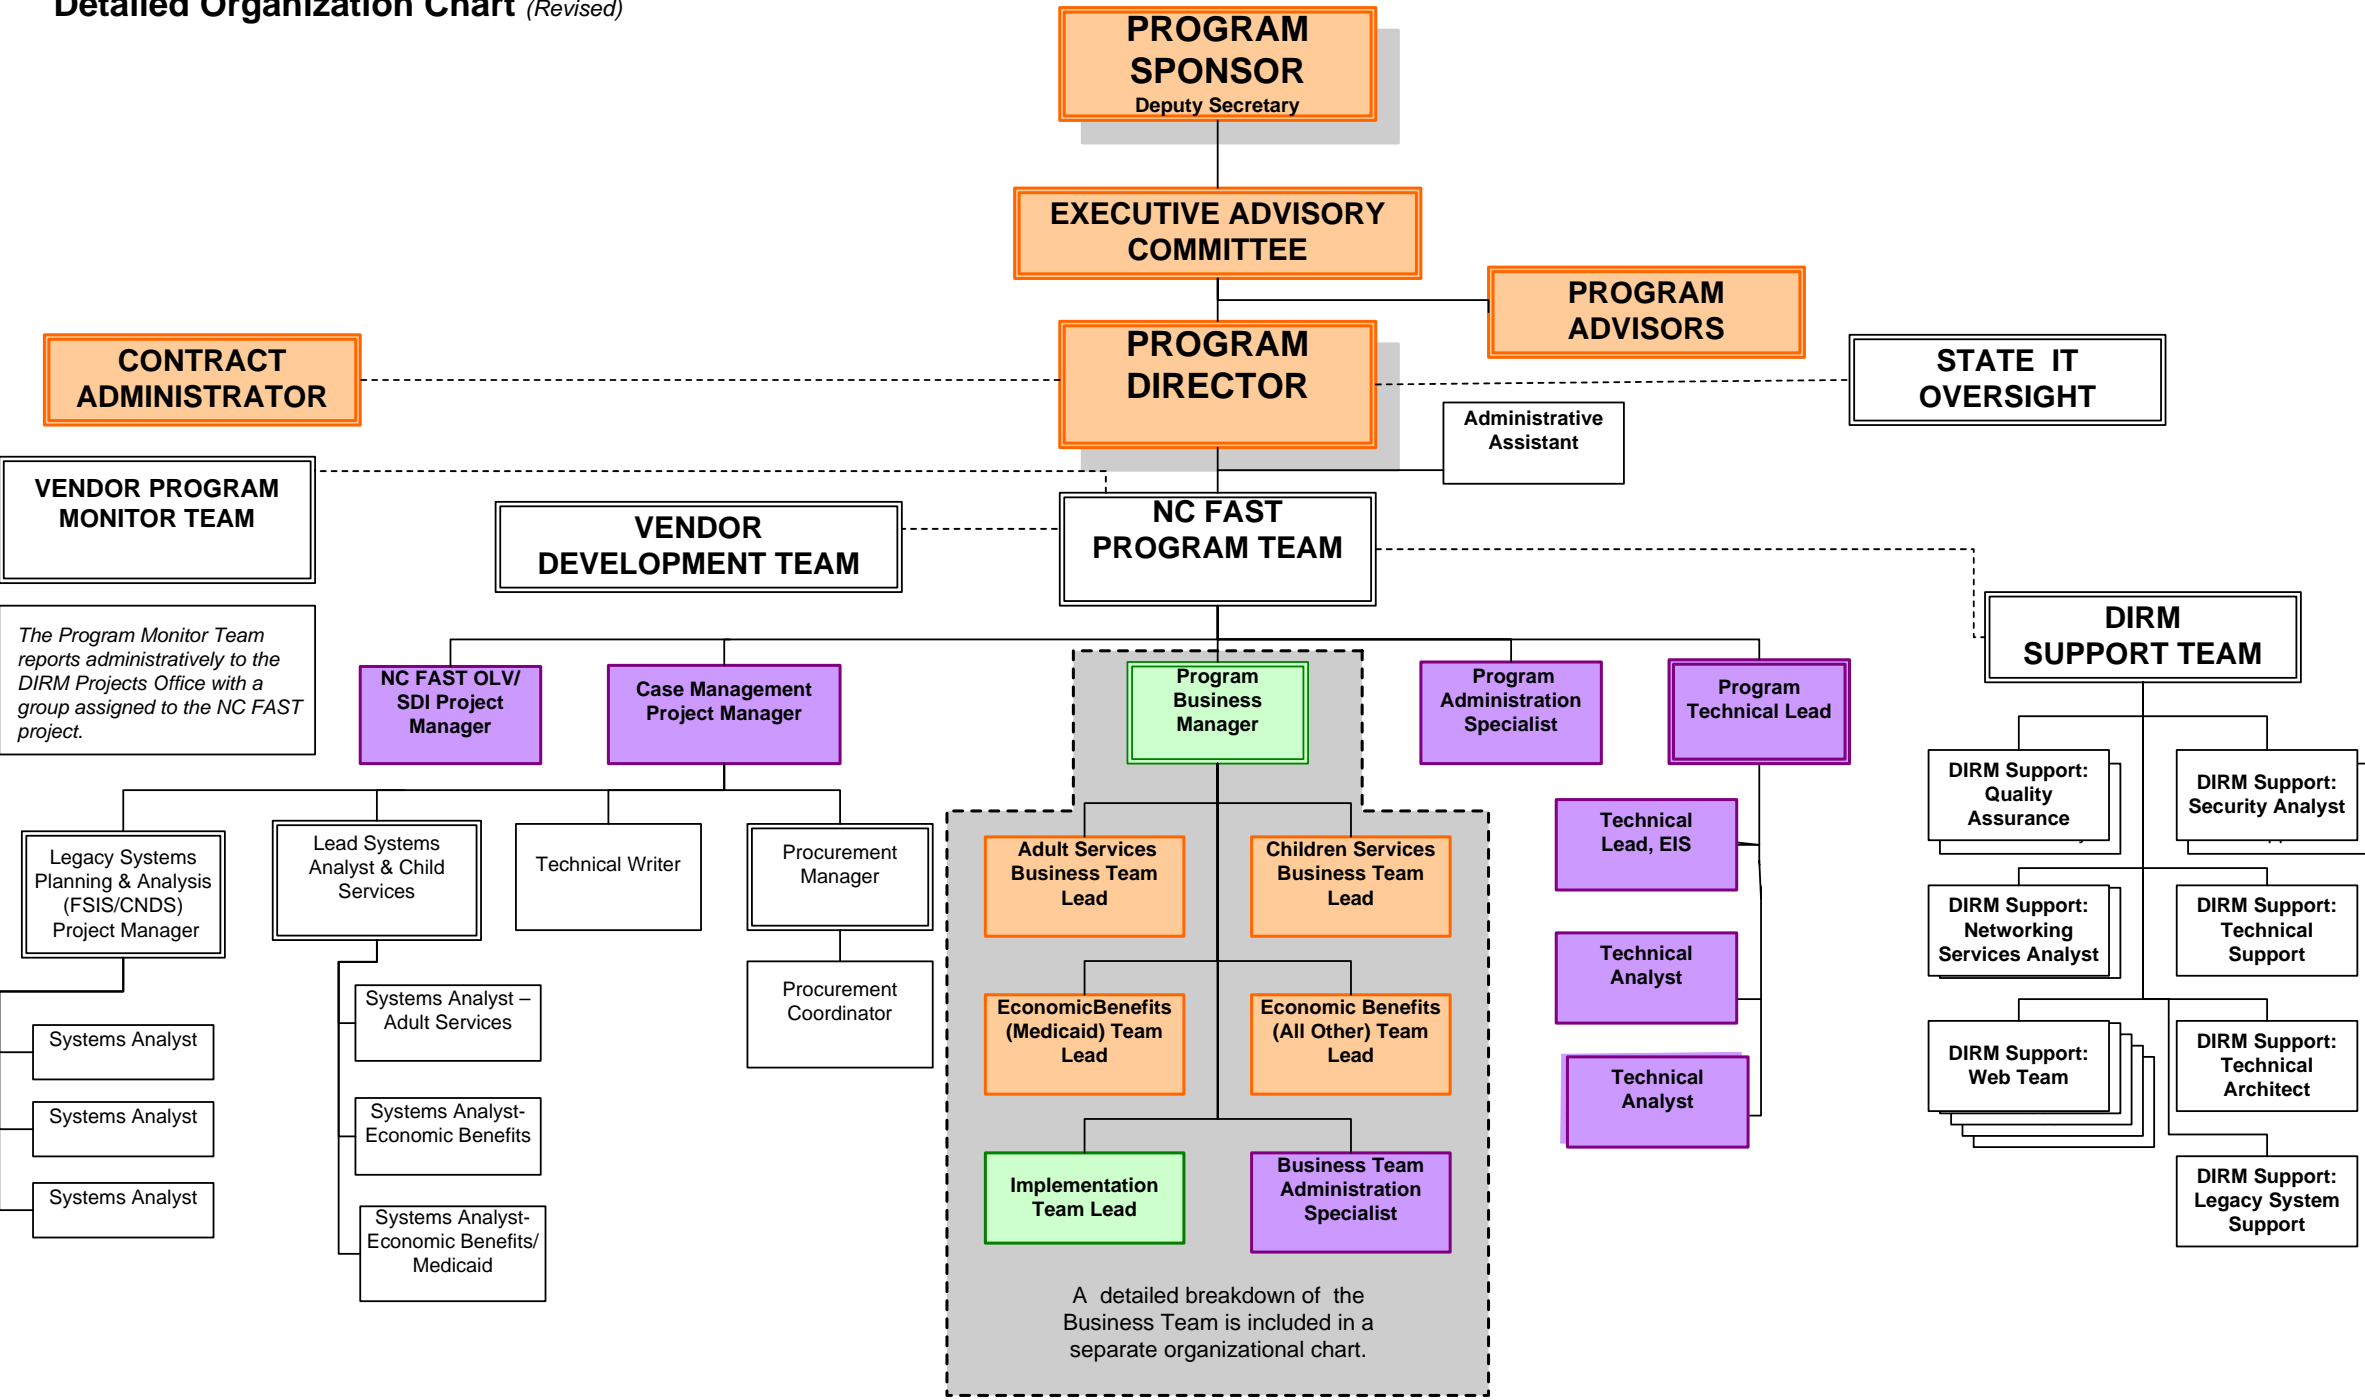 Detailed Organization Chart (Revised)
PROGRAM
SPONSOR
Deputy Secretary
EXECUTIVE ADVISORY
COMMITTEE
PROGRAM
ADVISORS
CONTRACT
ADMINISTRATOR
PROGRAM
DIRECTOR
STATE IT
OVERSIGHT
Administrative
Assistant
VENDOR PROGRAM
MONITOR TEAM
VENDOR
DEVELOPMENT TEAM
NC FAST
PROGRAM TEAM
The Program Monitor Team
reports administratively to the
DIRM Projects Office with a
group assigned to the NC FAST
project.
DIRM
SUPPORT TEAM
NC FAST OLV/
SDI Project
Manager
Case Management
Project Manager
Program
Business
Manager
Program
Administration
Specialist
Program
Technical Lead
Legacy Systems
Planning & Analysis
(FSIS/CNDS)
Project Manager
Lead Systems
Analyst & Child
Services
Technical Writer
Procurement
Manager
Procurement
Coordinator
Systems Analyst
Systems Analyst
Systems Analyst
Systems Analyst –
Adult Services
Systems Analyst-
Economic Benefits
Systems Analyst-
Economic Benefits/
Medicaid
Adult Services
Business Team
Lead
Children Services
Business Team
Lead
EconomicBenefits
(Medicaid) Team
Lead
Economic Benefits
(All Other) Team
Lead
Implementation
Team Lead
Business Team
Administration
Specialist
A detailed breakdown of the
Business Team is included in a
separate organizational chart.
Technical
Lead, EIS
Technical
Analyst
Technical
Analyst
DIRM Support:
Quality
Assurance
DIRM Support:
Security Analyst
DIRM Support:
Networking
Services Analyst
DIRM Support:
Technical
Support
DIRM Support:
Web Team
DIRM Support:
Technical
Architect
DIRM Support:
Legacy System
Support